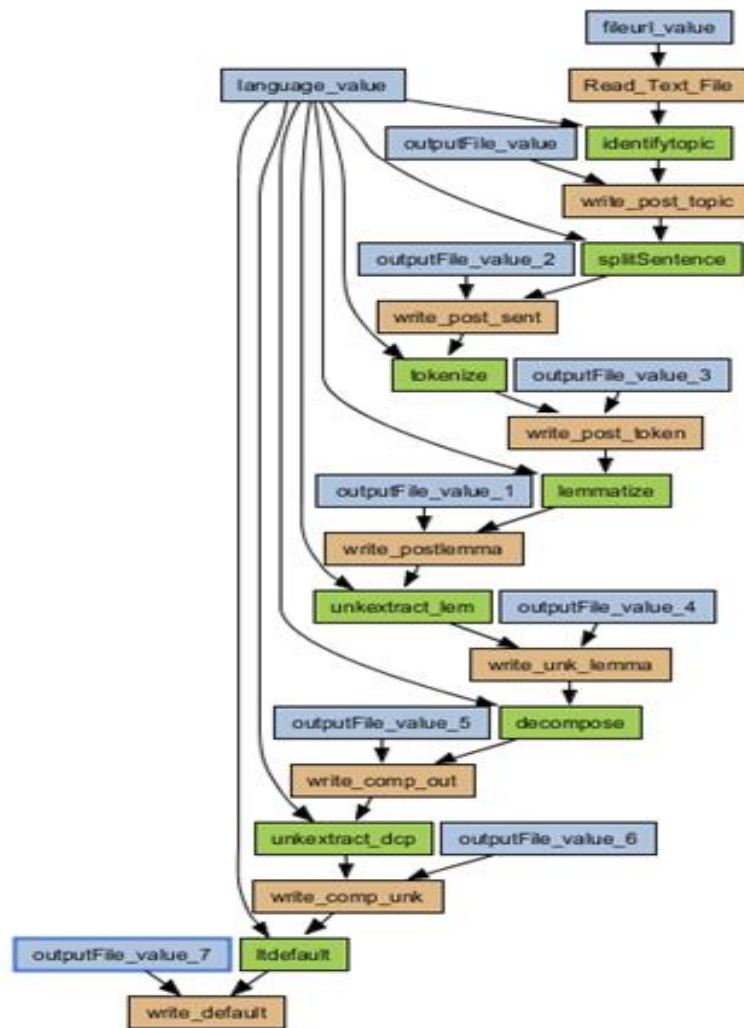 fileurl_value
language_value
Read_Text_File
outputFile_value
identifytopic
write_post_topic
outputFile_value_2
splitSentence
write_post_sent
tokenize
outputFile_value_3
write_post_token
outputFile_value_1
lemmatize
write_postlemma
unkextract_lem
outputFile_value_4
write_unk_lemma
outputFile_value_5
decompose
write_comp_out
unkextract_dcp
outputFile_value_6
write_comp_unk
outputFile_value_7
ltdefault
write_default